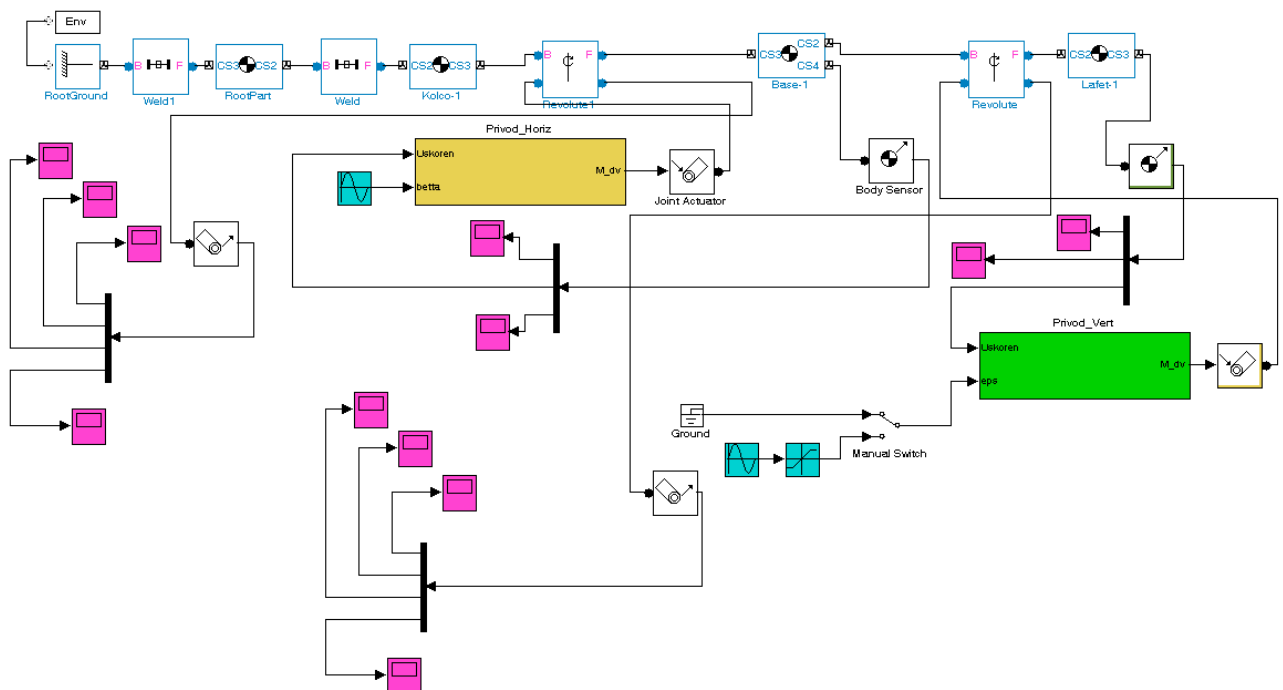 Env
B F
CS3 CS2
B F
CS2 CS3
B F
CS3 CS2
CS4
B F
CS2 CS3
RootGround
Weld1
RootPart
Weld
Kolco-1
Revolute1
Base-1
Revolute
Lafet-1
Privod_Horiz
Uskoren
M_dv
betta
Joint Actuator
Body Sensor
Privod_Vert
Uskoren
M_dv
eps
Ground
Manual Switch